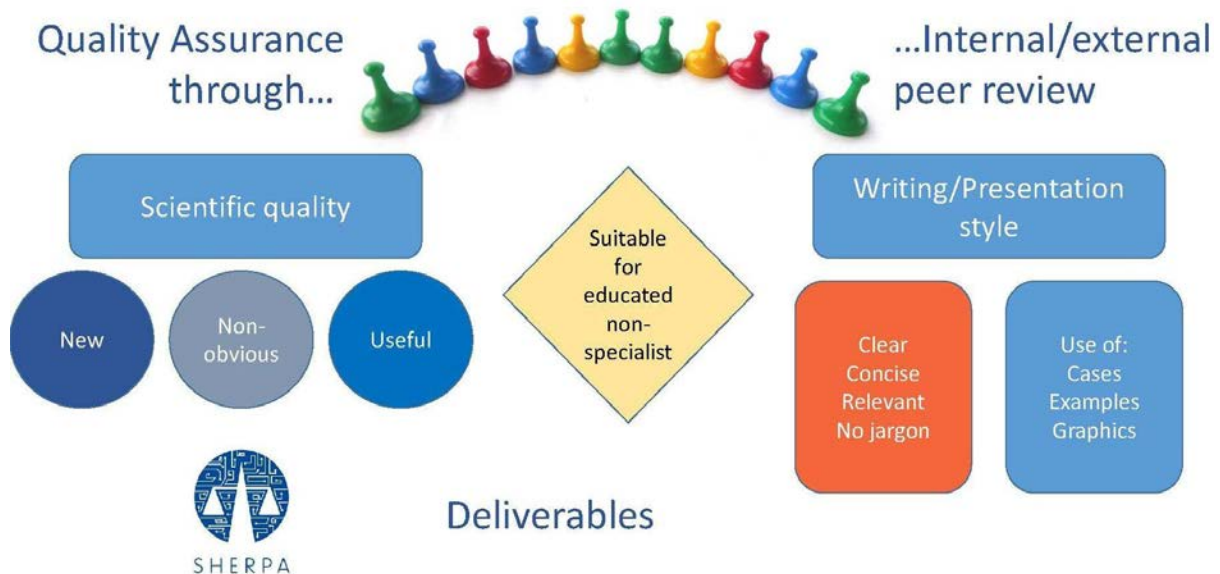 Quality Assurance
through...
...Internal/external
peer review
Scientific quality
New
Non-
obvious
Useful
Suitable
for
educated
non-
specialist
Writing/Presentation
style
Clear
Concise
Relevant
No jargon
Use of:
Cases
Examples
Graphics
SHERPA
Deliverables